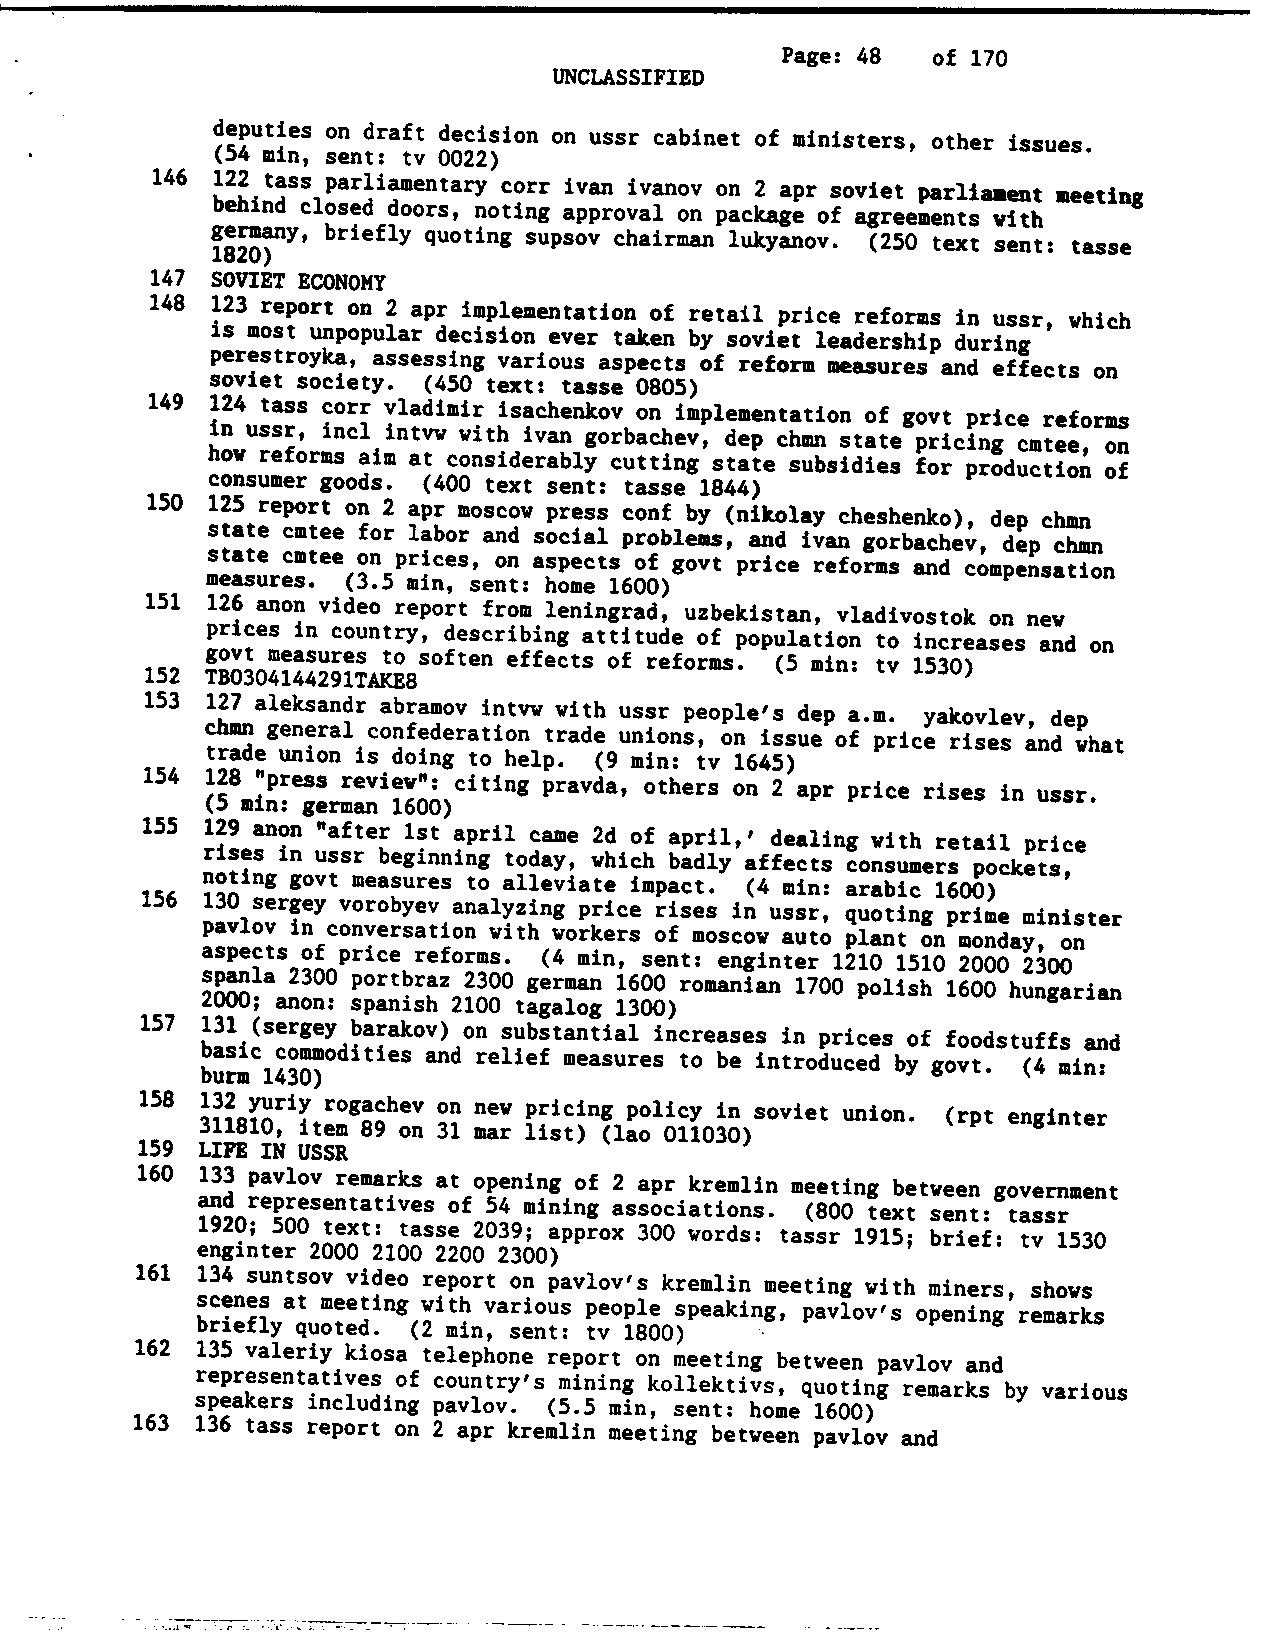 Page: 48 of 170
UNCLASSIFIED
deputies on draft decision on ussr cabinet of ministers, other issues.
(54 min, sent: tv 0022)
146 122 tass parliamentary corr ivan ivanov on 2 apr soviet parliament meeting
behind closed doors, noting approval on package of agreements with
germany, briefly quoting supsov chairman lukyanov. (250 text sent: tasse
1820)
147 SOVIET ECONOMY
148 123 report on 2 apr implementation of retail price reforms in ussr, which
is most unpopular decision ever taken by soviet leadership during
perestroyka, assessing various aspects of reform measures and effects on
soviet society. (450 text: tasse 0805)
149 124 tass corr vladimir isachenkov on implementation of govt price reforms
in ussr, incl intvw with ivan gorbachev, dep chmn state pricing cmtee, on
how reforms aim at considerably cutting state subsidies for production of
consumer goods. (400 text sent: tasse 1844)
150 125 report on 2 apr moscow press conf by (nikolay cheshenko), dep chmn
state cmtee for labor and social problems, and ivan gorbachev, dep chmn
state cmtee on prices, on aspects of govt price reforms and compensation
measures. (3.5 min, sent: home 1600)
151 126 anon video report from leningrad, uzbekistan, vladivostok on new
prices in country, describing attitude of population to increases and on
govt measures to soften effects of reforms. (5 min: tv 1530)
152 TB0304144291TAKE8
153 127 aleksandr abramov intvw with ussr people's dep a.m. yakovlev, dep
chmn general confederation trade unions, on issue of price rises and what
trade union is doing to help. (9 min: tv 1645)
154 128 "press review": citing pravda, others on 2 apr price rises in ussr.
(5 min: german 1600)
155 129 anon "after 1st april came 2d of april,' dealing with retail price
rises in ussr beginning today, which badly affects consumers pockets,
noting govt measures to alleviate impact. (4 min: arabic 1600)
156 130 sergey vorobyev analyzing price rises in ussr, quoting prime minister
pavlov in conversation with workers of moscow auto plant on monday, on
aspects of price reforms. (4 min, sent: enginter 1210 1510 2000 2300
spanla 2300 portbraz 2300 german 1600 romanian 1700 polish 1600 hungarian
2000; anon: spanish 2100 tagalog 1300)
157 131 (sergey barakov) on substantial increases in prices of foodstuffs and
basic commodities and relief measures to be introduced by govt. (4 min:
burm 1430)
158 132 yuriy rogachev on new pricing policy in soviet union. (rpt enginter
311810, item 89 on 31 mar list) (lao 011030)
159 LIFE IN USSR
160 133 pavlov remarks at opening of 2 apr kremlin meeting between government
and representatives of 54 mining associations. (800 text sent: tassr
1920; 500 text: tasse 2039; approx 300 words: tassr 1915; brief: tv 1530
enginter 2000 2100 2200 2300)
161 134 suntsov video report on pavlov's kremlin meeting with miners, shows
scenes at meeting with various people speaking, pavlov's opening remarks
briefly quoted. (2 min, sent: tv 1800)
162 135 valeriy kiosa telephone report on meeting between pavlov and
representatives of country's mining kollektivs, quoting remarks by various
speakers including pavlov. (5.5 min, sent: home 1600)
163 136 tass report on 2 apr kremlin meeting between pavlov and